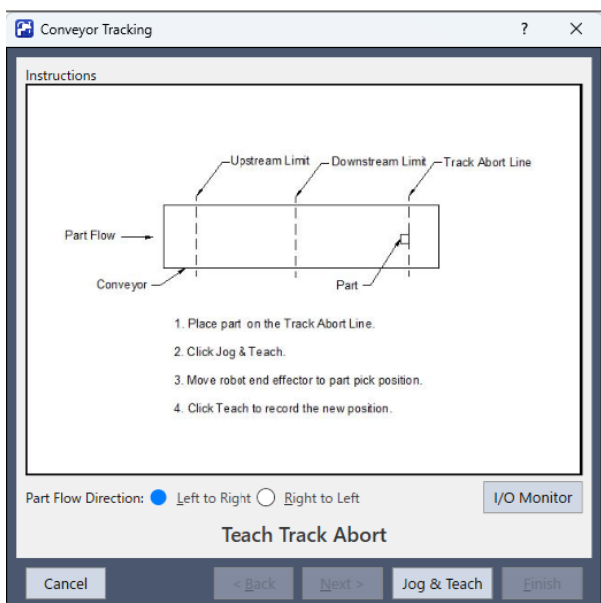 Conveyor Tracking
?
Instructions
Upstream Limit
Downstream Limit
Track Abort Line
Part Flow
Conveyor
Part
1. Place part on the Track Abort Line.
2. Click Jog & Teach.
3. Move robot end effector to part pick position.
4. Click Teach to record the new position.
Part Flow Direction: Left to Right Right to Left
I/O Monitor
Teach Track Abort
Cancel < Back Next > Jog & Teach Finish